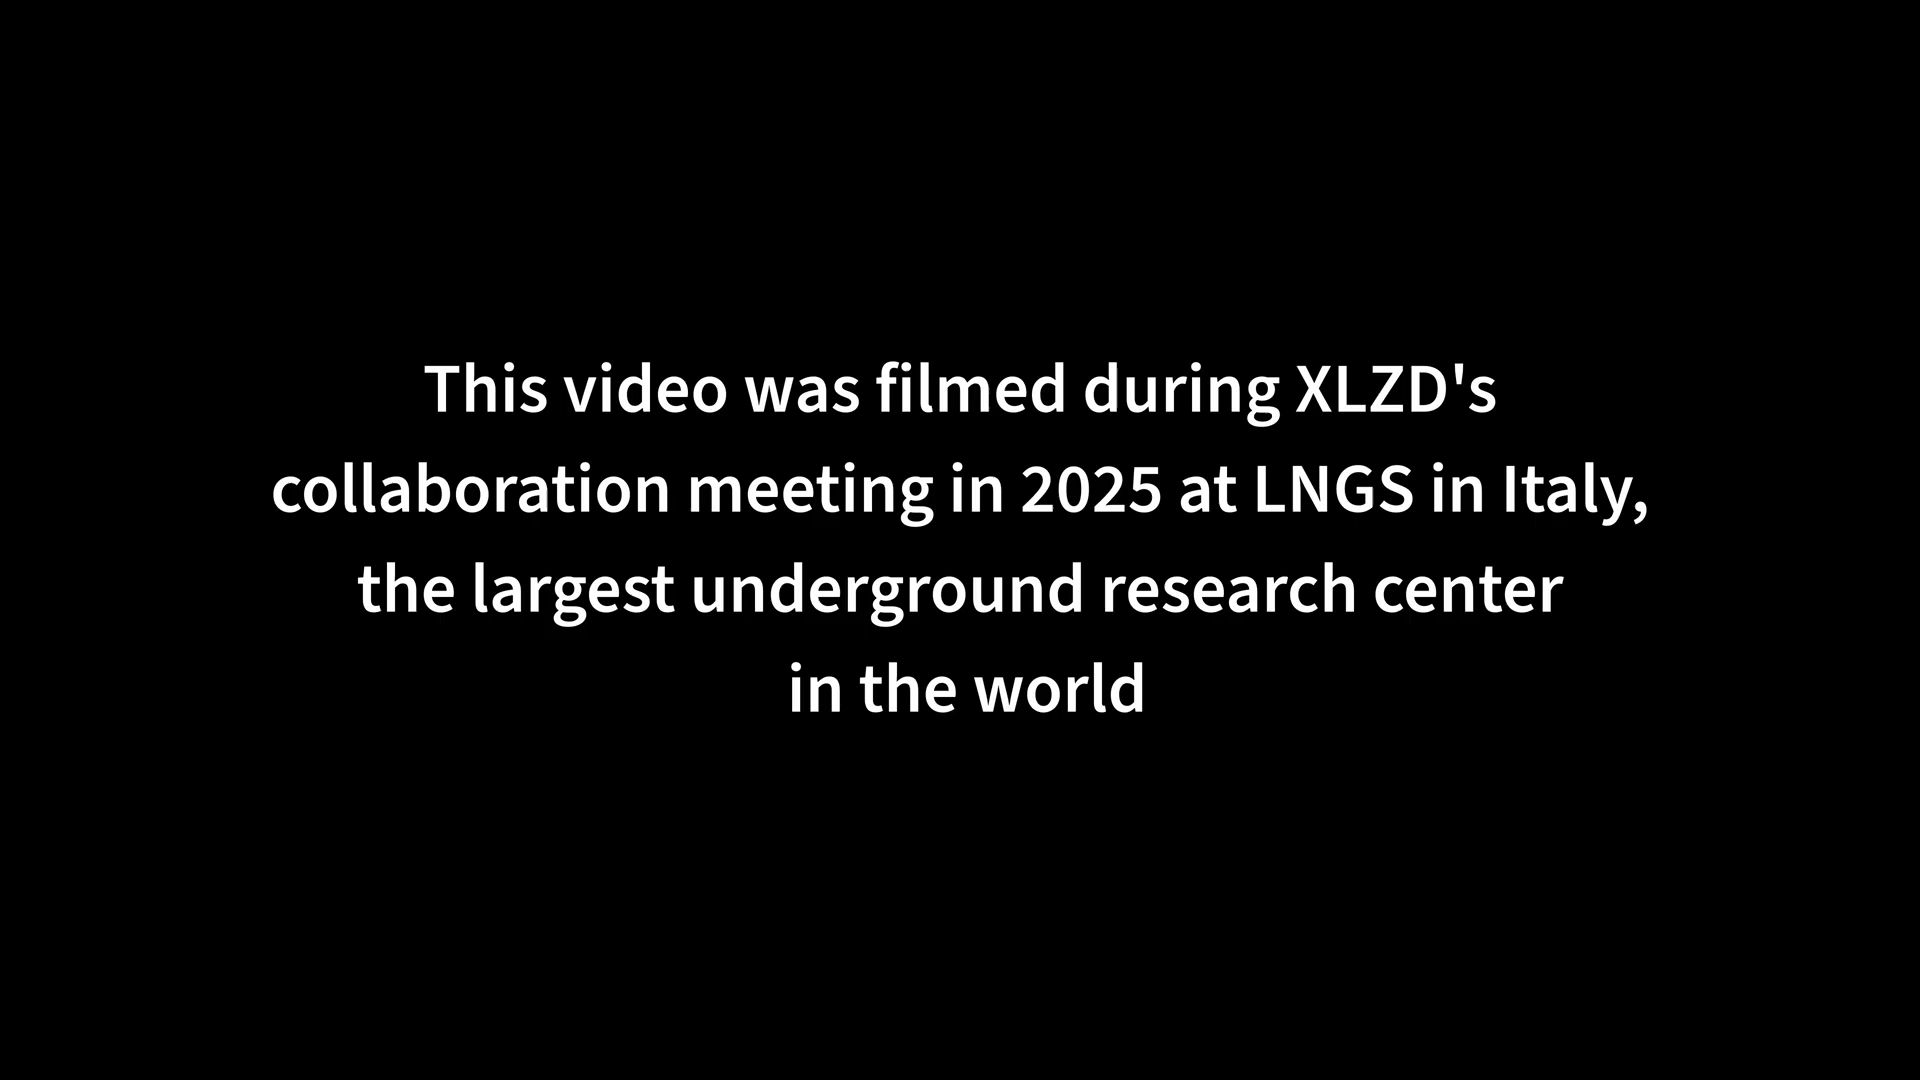 This video was filmed during XLZD's
collaboration meeting in 2025 at LNGS in Italy,
the largest underground research center
in the world